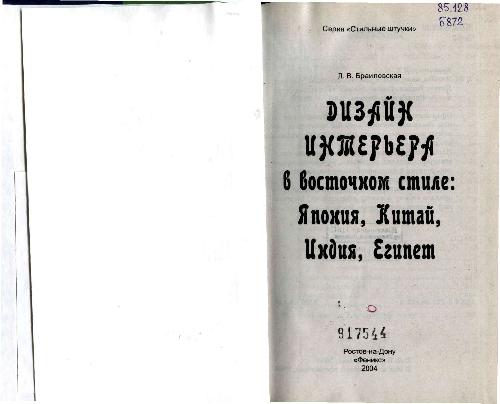 85.128
Б872
Серия «Стильные штучки»
Л. В. Браиловская
ДИЗАЙН
ИНТЕРЬЕРА
в восточном стиле:
Япония, Китай,
Индия, Египет
917544
Ростов-на-Дону
«Феникс»
2004